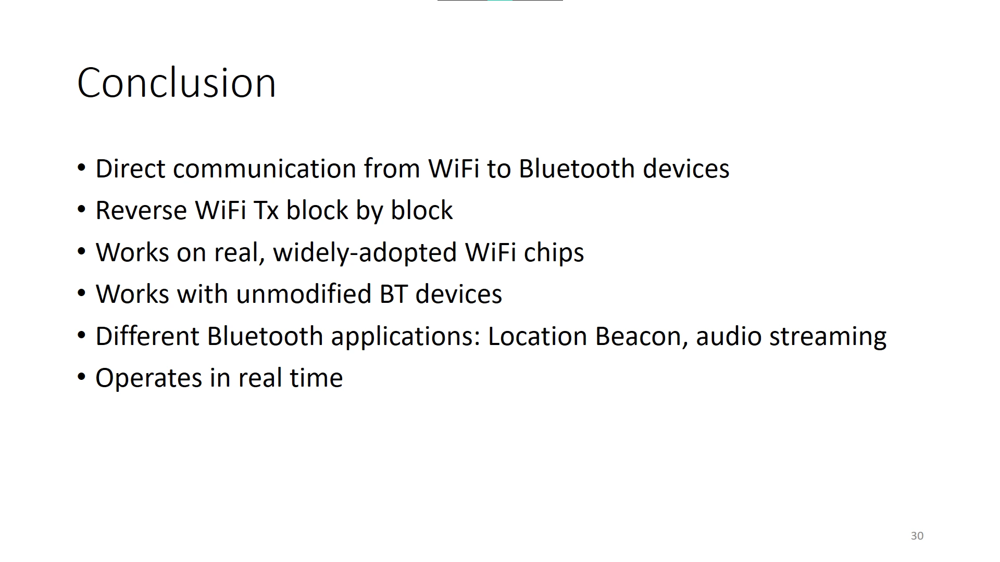 Conclusion
• Direct communication from WiFi to Bluetooth devices
• Reverse WiFi Tx block by block
• Works on real, widely-adopted WiFi chips
• Works with unmodified BT devices
• Different Bluetooth applications: Location Beacon, audio streaming
• Operates in real time
30